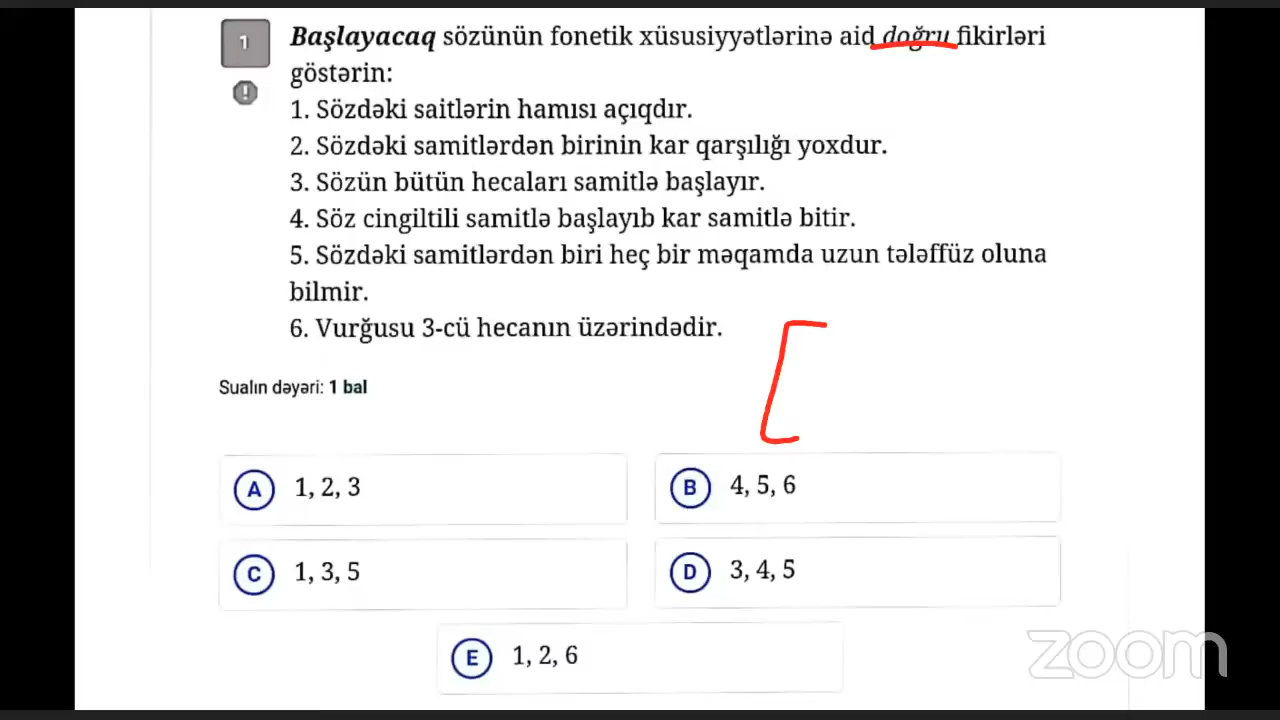 1
Başlayacaq sözünün fonetik xüsusiyyətlərinə aid doğru fikirləri
göstərin:
1. Sözdəki saitlərin hamısı açıqdır.
2. Sözdəki samitlərdən birinin kar qarşılığı yoxdur.
3. Sözün bütün hecaları samitlə başlayır.
4. Söz cingiltili samitlə başlayıb kar samitlə bitir.
5. Sözdəki samitlərdən biri heç bir məqamda uzun tələffüz oluna
bilmir.
6. Vurğusu 3-cü hecanın üzərindədir.
Sualın dəyəri: 1 bal
A 1, 2, 3
B 4, 5, 6
C 1, 3, 5
D 3, 4, 5
E 1, 2, 6
zoom